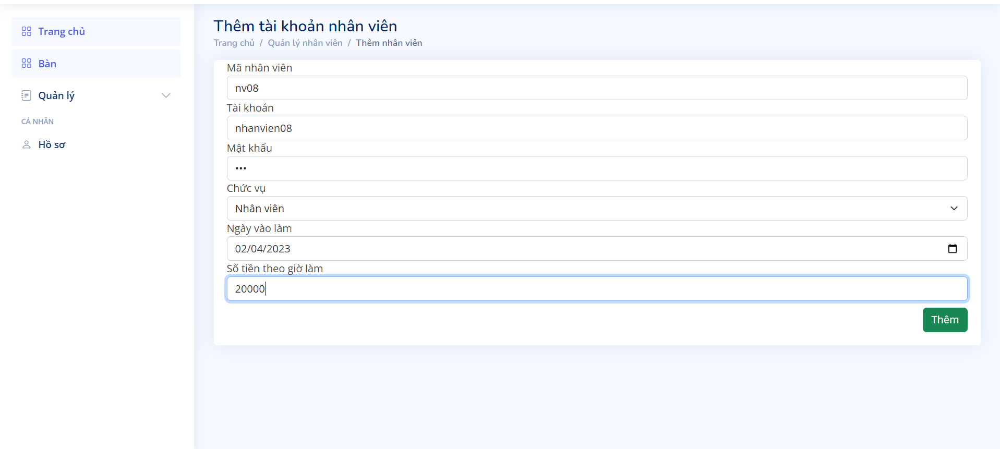 Trang chủ
Bàn
Quản lý
CÁ NHÂN
Hồ sơ
Thêm tài khoản nhân viên
Trang chủ / Quản lý nhân viên / Thêm nhân viên
Mã nhân viên
nv08
Tài khoản
nhanvien08
Mật khẩu
•••
Chức vụ
Nhân viên
Ngày vào làm
02/04/2023
Số tiền theo giờ làm
20000
Thêm